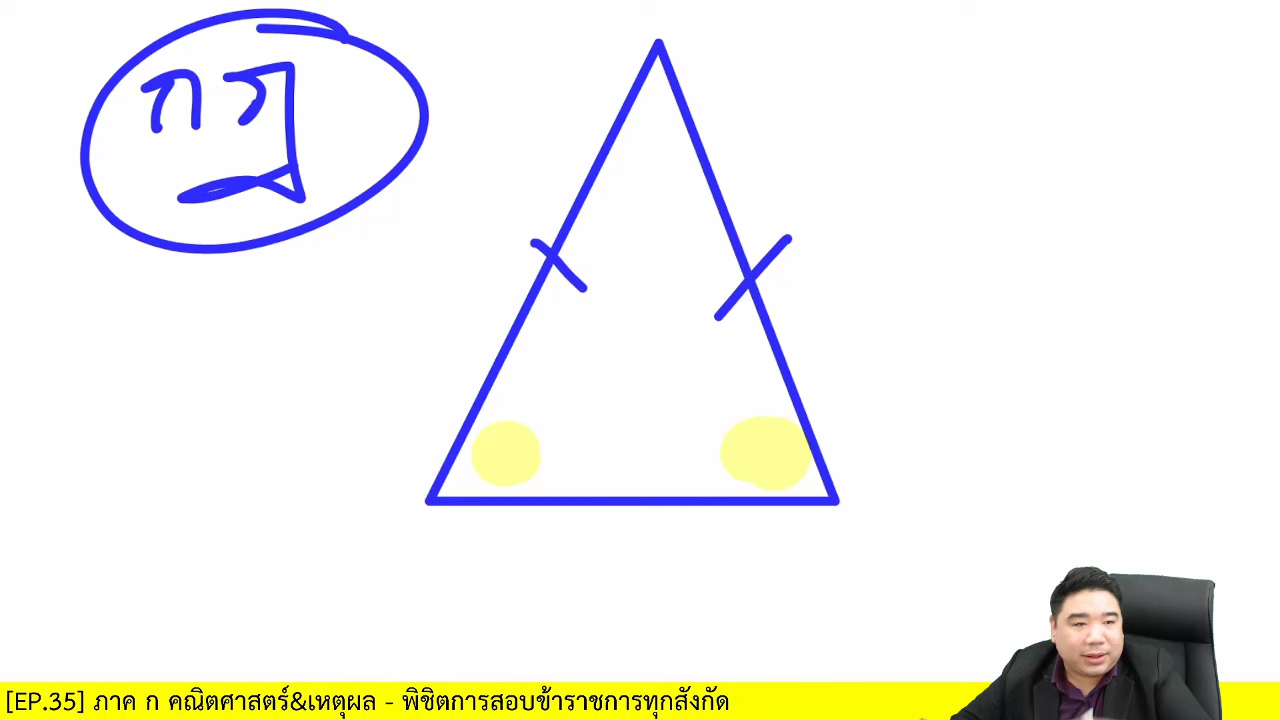 กฎ
[EP.35] ภาค ก คณิตศาสตร์&เหตุผล - พิชิตการสอบข้าราชการทุกสังกัด